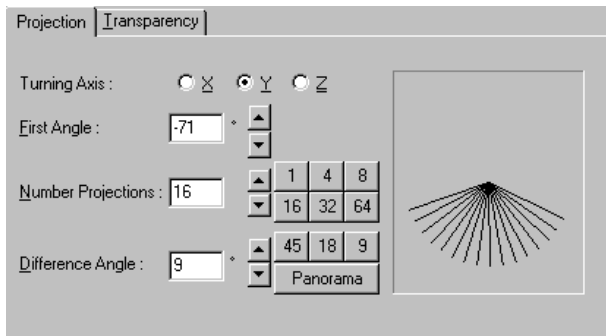 Projection Transparency
Turning Axis : X Y Z
First Angle : -71 °
Number Projections : 16 1 4 8
16 32 64
Difference Angle : 9 ° 45 18 9
Panorama